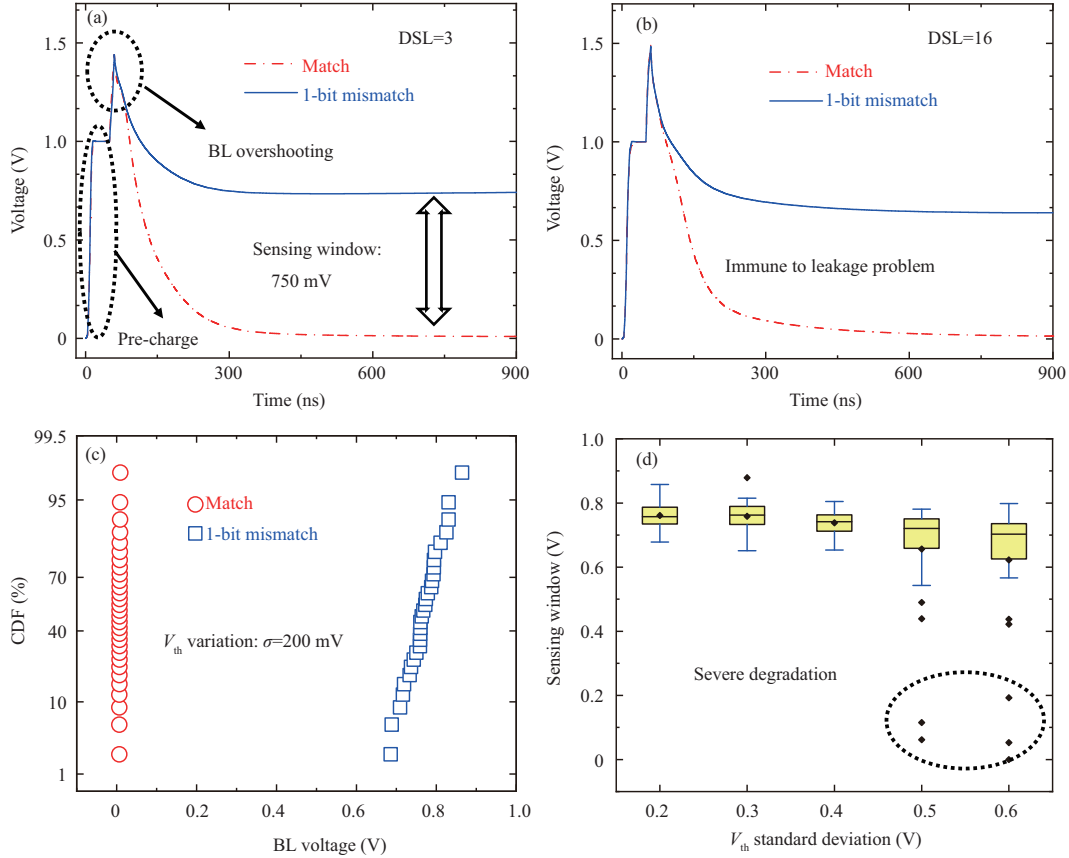 (a)
DSL=3
Match
1-bit mismatch
BL overshooting
Sensing window:
750 mV
Pre-charge
1.5
1.0
0.5
0
Voltage (V)
0
300
600
900
Time (ns)
(b)
DSL=16
Match
1-bit mismatch
Immune to leakage problem
1.5
1.0
0.5
0
Voltage (V)
0
300
600
900
Time (ns)
(c)
Match
1-bit mismatch
Vth variation: σ=200 mV
99.5
95
70
40
10
1
CDF (%)
0
0.2
0.4
0.6
0.8
1.0
BL voltage (V)
(d)
Severe degradation
1.0
0.8
0.6
0.4
0.2
0
Sensing window (V)
0.2
0.3
0.4
0.5
0.6
Vth standard deviation (V)